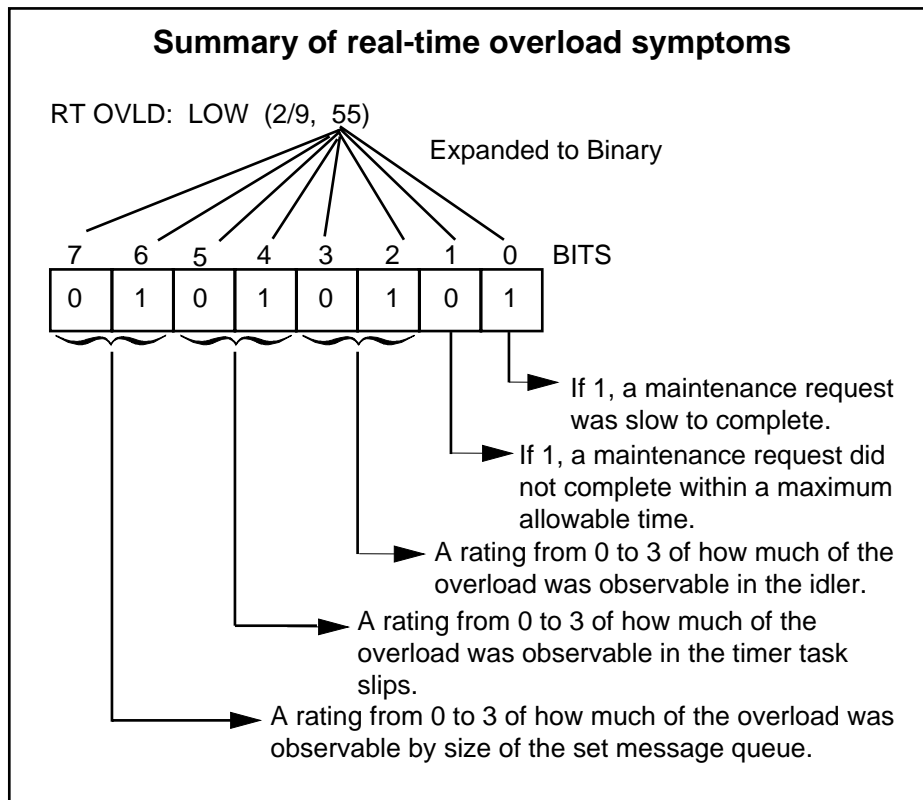 Summary of real-time overload symptoms
RT OVLD: LOW (2/9, 55)
Expanded to Binary
7 6 5 4 3 2 1 0 BITS
0 1 0 1 0 1 0 1
If 1, a maintenance request
was slow to complete.
If 1, a maintenance request did
not complete within a maximum
allowable time.
A rating from 0 to 3 of how much of the
overload was observable in the idler.
A rating from 0 to 3 of how much of the
overload was observable in the timer task
slips.
A rating from 0 to 3 of how much of the overload was
observable by size of the set message queue.